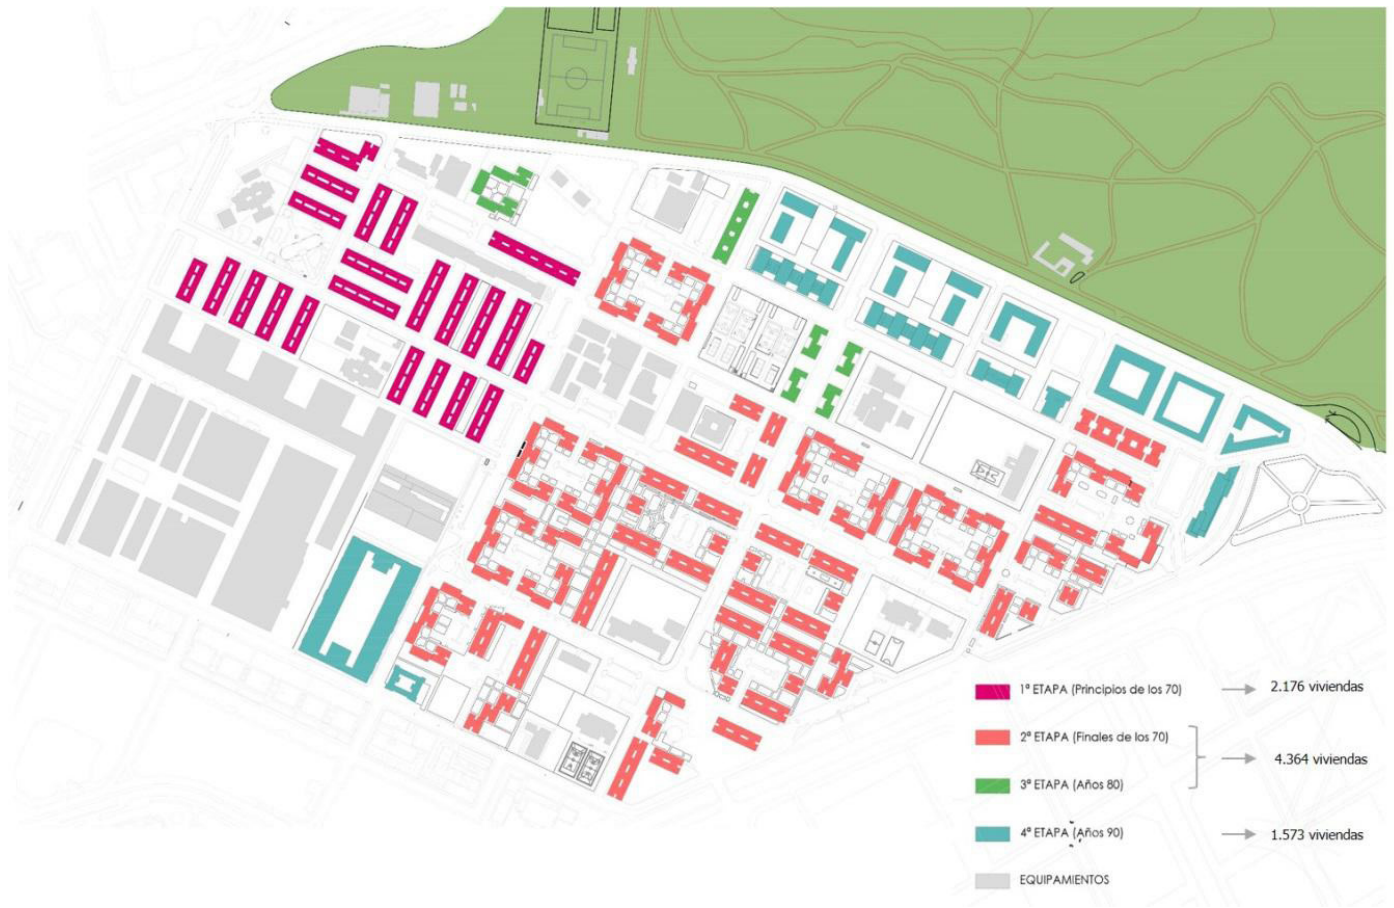 1ª ETAPA (Principios de los 70) 2.176 viviendas
2ª ETAPA (Finales de los 70)
4.364 viviendas
3ª ETAPA (Años 80)
4ª ETAPA (Años 90) 1.573 viviendas
EQUIPAMIENTOS